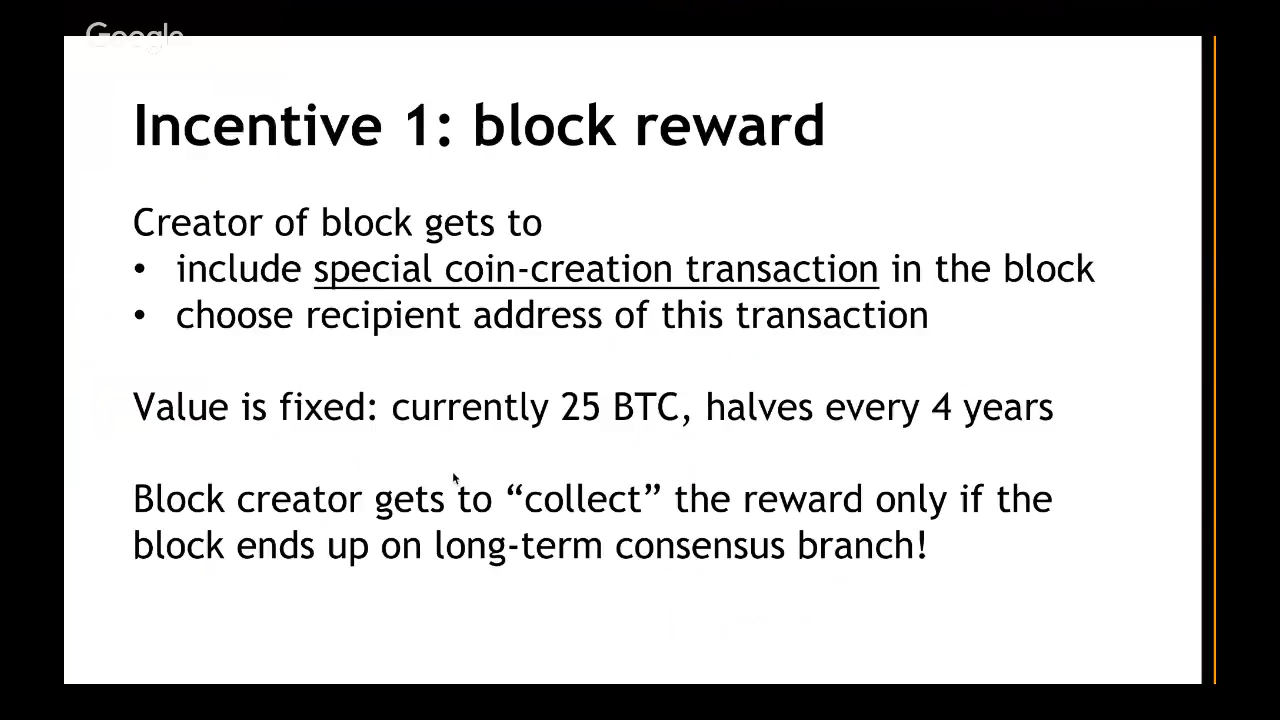 Google
Incentive 1: block reward
Creator of block gets to
• include special coin-creation transaction in the block
• choose recipient address of this transaction
Value is fixed: currently 25 BTC, halves every 4 years
Block creator gets to “collect” the reward only if the
block ends up on long-term consensus branch!